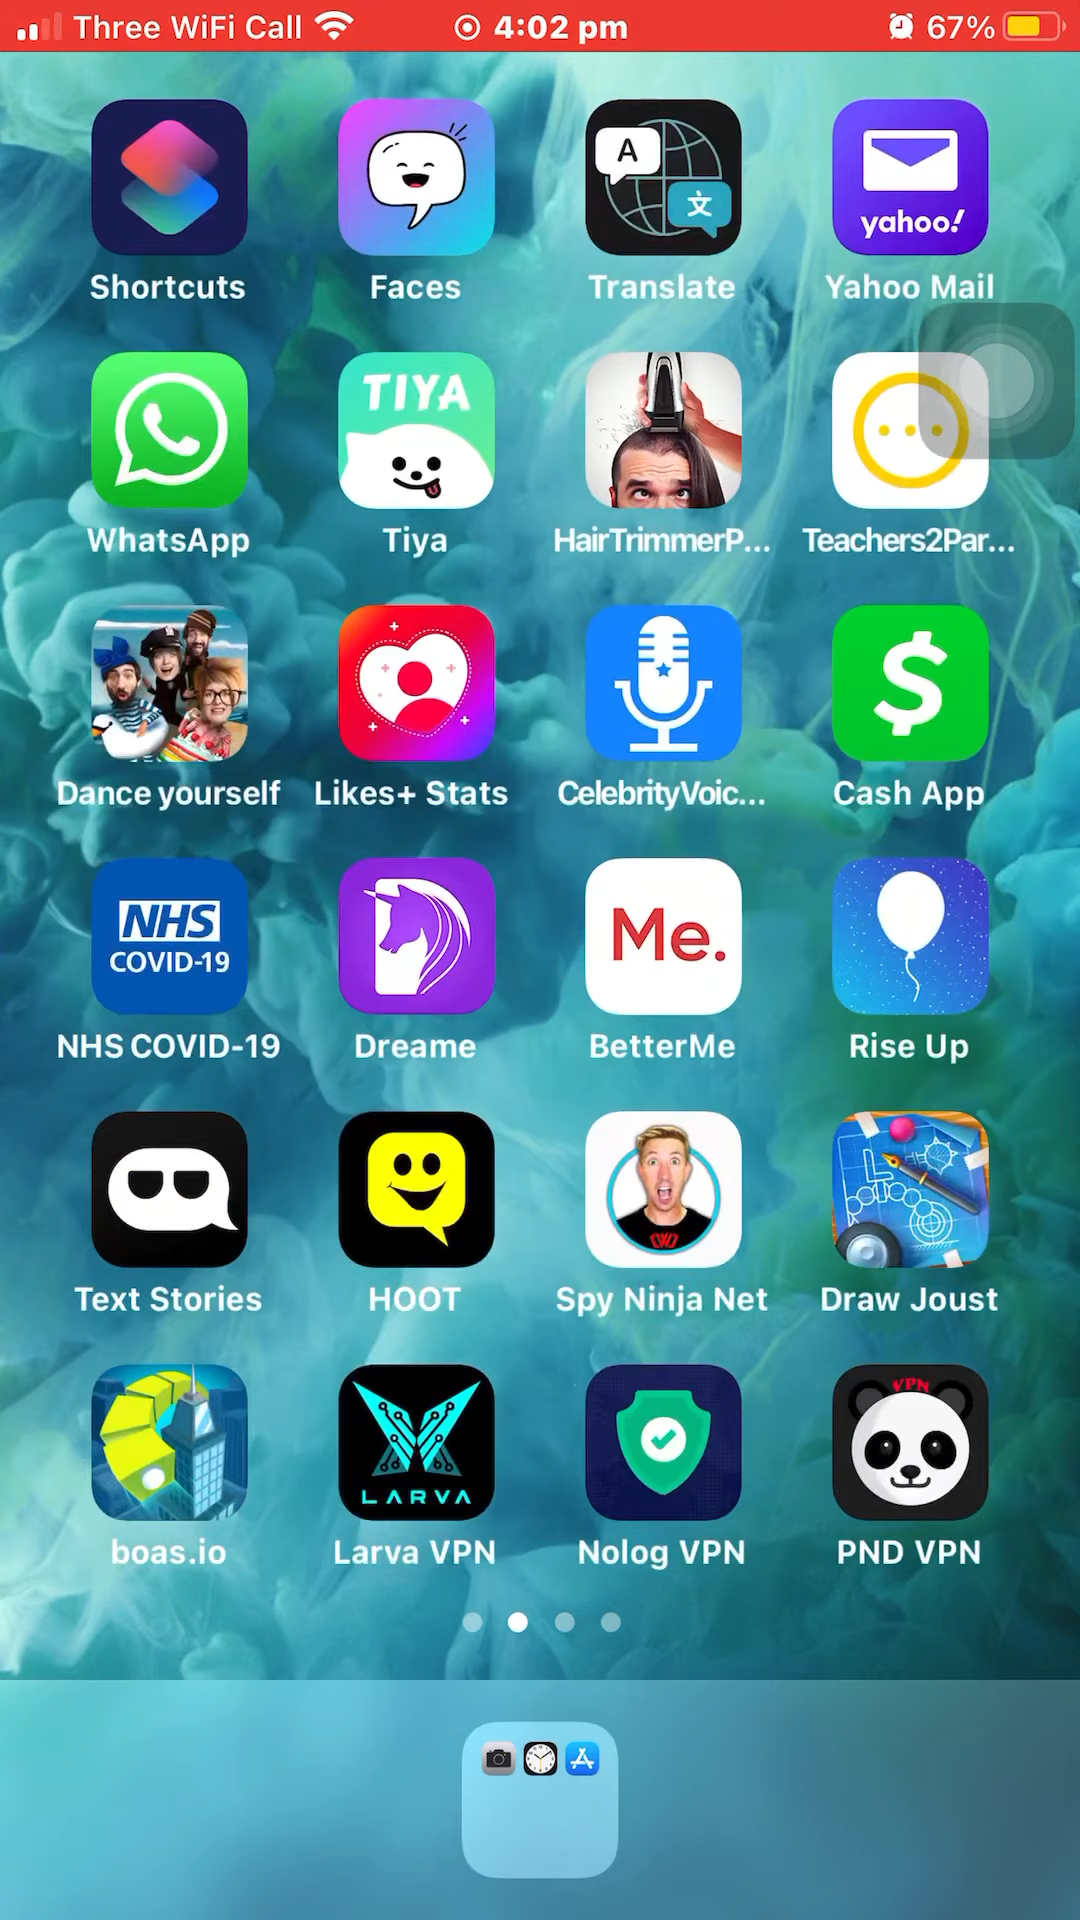 Three WiFi Call 4:02 pm 67%
A 文 yahoo!
Shortcuts Faces Translate Yahoo Mail
TIYA
WhatsApp Tiya HairTrimmerP... Teachers2Par...
Dance yourself Likes+ Stats CelebrityVoic... Cash App
NHS COVID-19 Me.
NHS COVID-19 Dreame BetterMe Rise Up
Text Stories HOOT Spy Ninja Net Draw Joust
LARVA VPN
boas.io Larva VPN Nolog VPN PND VPN